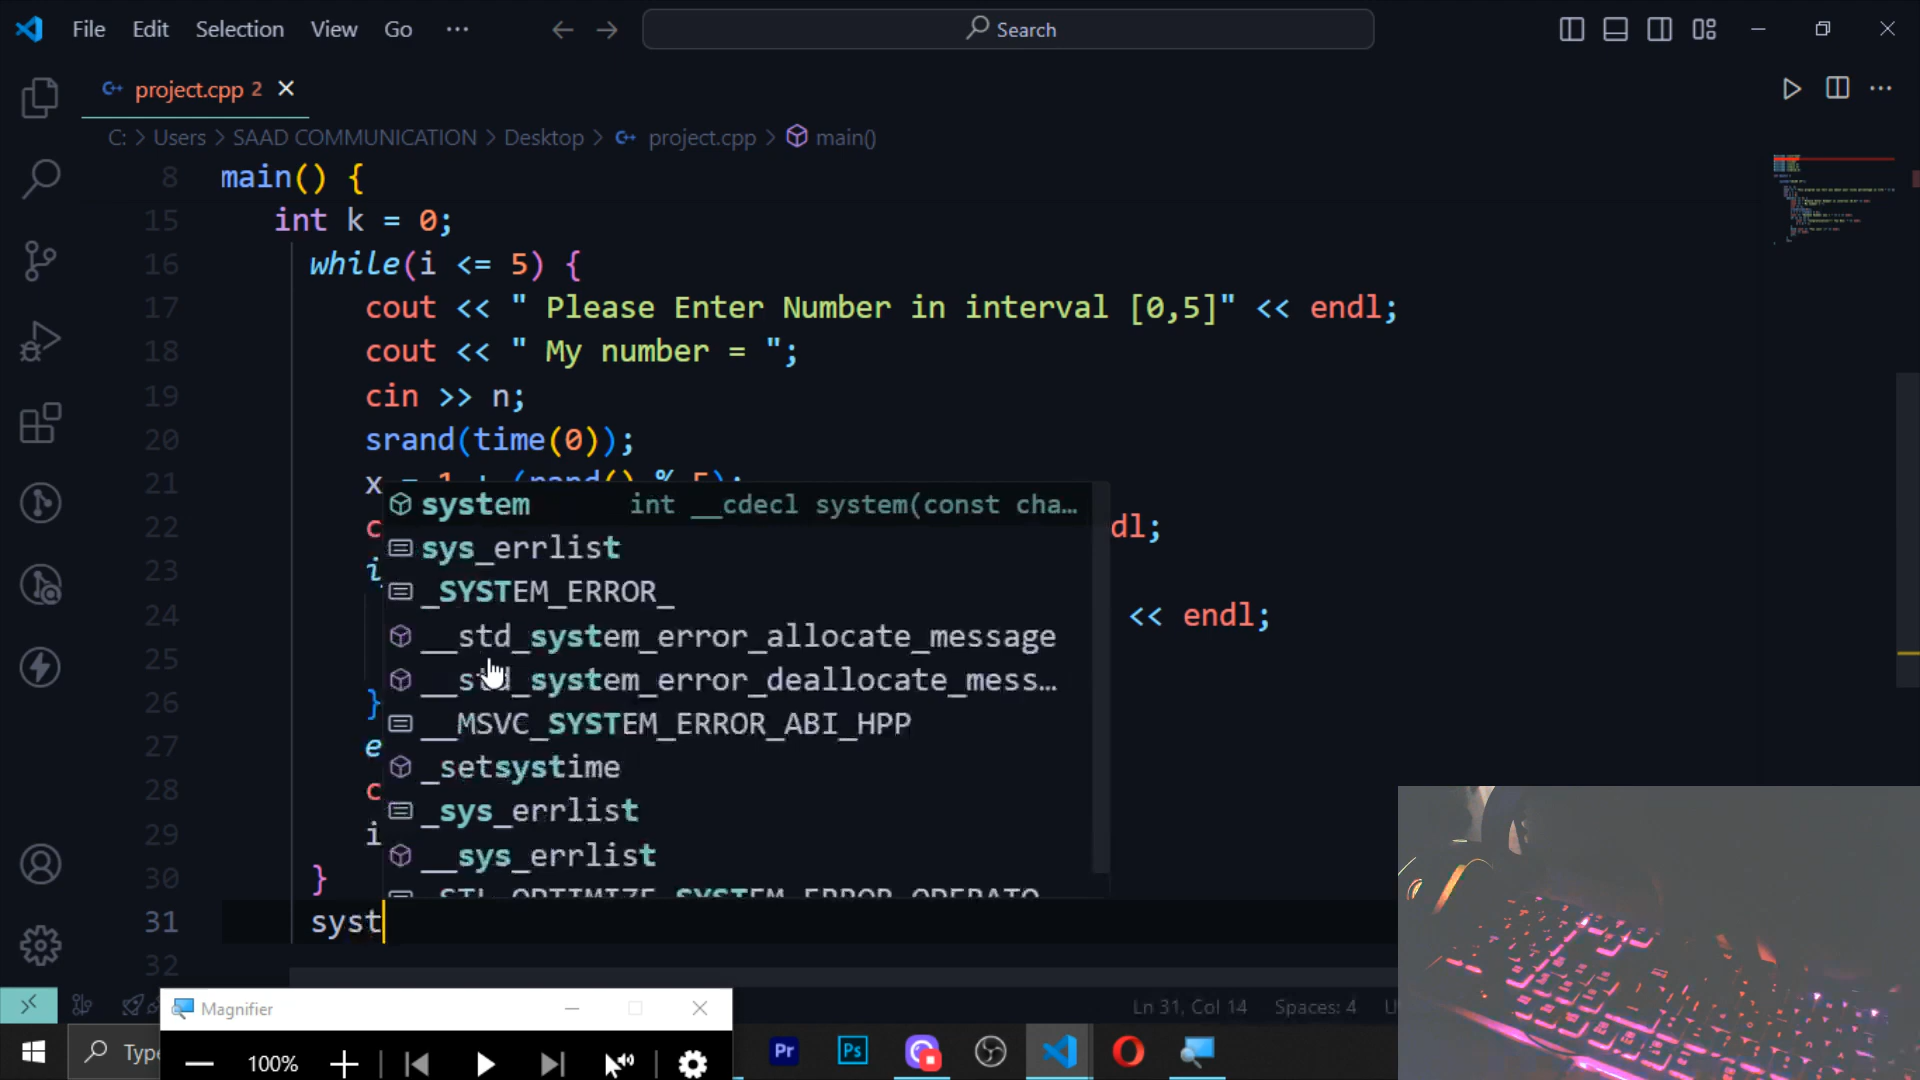 File Edit Selection View Go ··· Search
project.cpp 2
C: > Users > SAAD COMMUNICATION > Desktop > project.cpp > main()
8 main() {
15 int k = 0;
16 while(i <= 5) {
17 cout << " Please Enter Number in interval [0,5]" << endl;
18 cout << " My number = ";
19 cin >> n;
20 srand(time(0));
21 x = 1 + (rand() % 5);
system int __cdecl system(const cha…
22 c dl;
sys_errlist
23 i
_SYSTEM_ERROR_
24 << endl;
__std_system_error_allocate_message
25
__std_system_error_deallocate_mess…
26 }
__MSVC_SYSTEM_ERROR_ABI_HPP
27 e
_setsystime
28 c
_sys_errlist
29 i
__sys_errlist
30 }
_STL_OPTIMIZE_SYSTEM_ERROR_OPERATO
31 syst
32
Ln 31, Col 14 Spaces: 4 U
Magnifier
100%
Type
Pr Ps